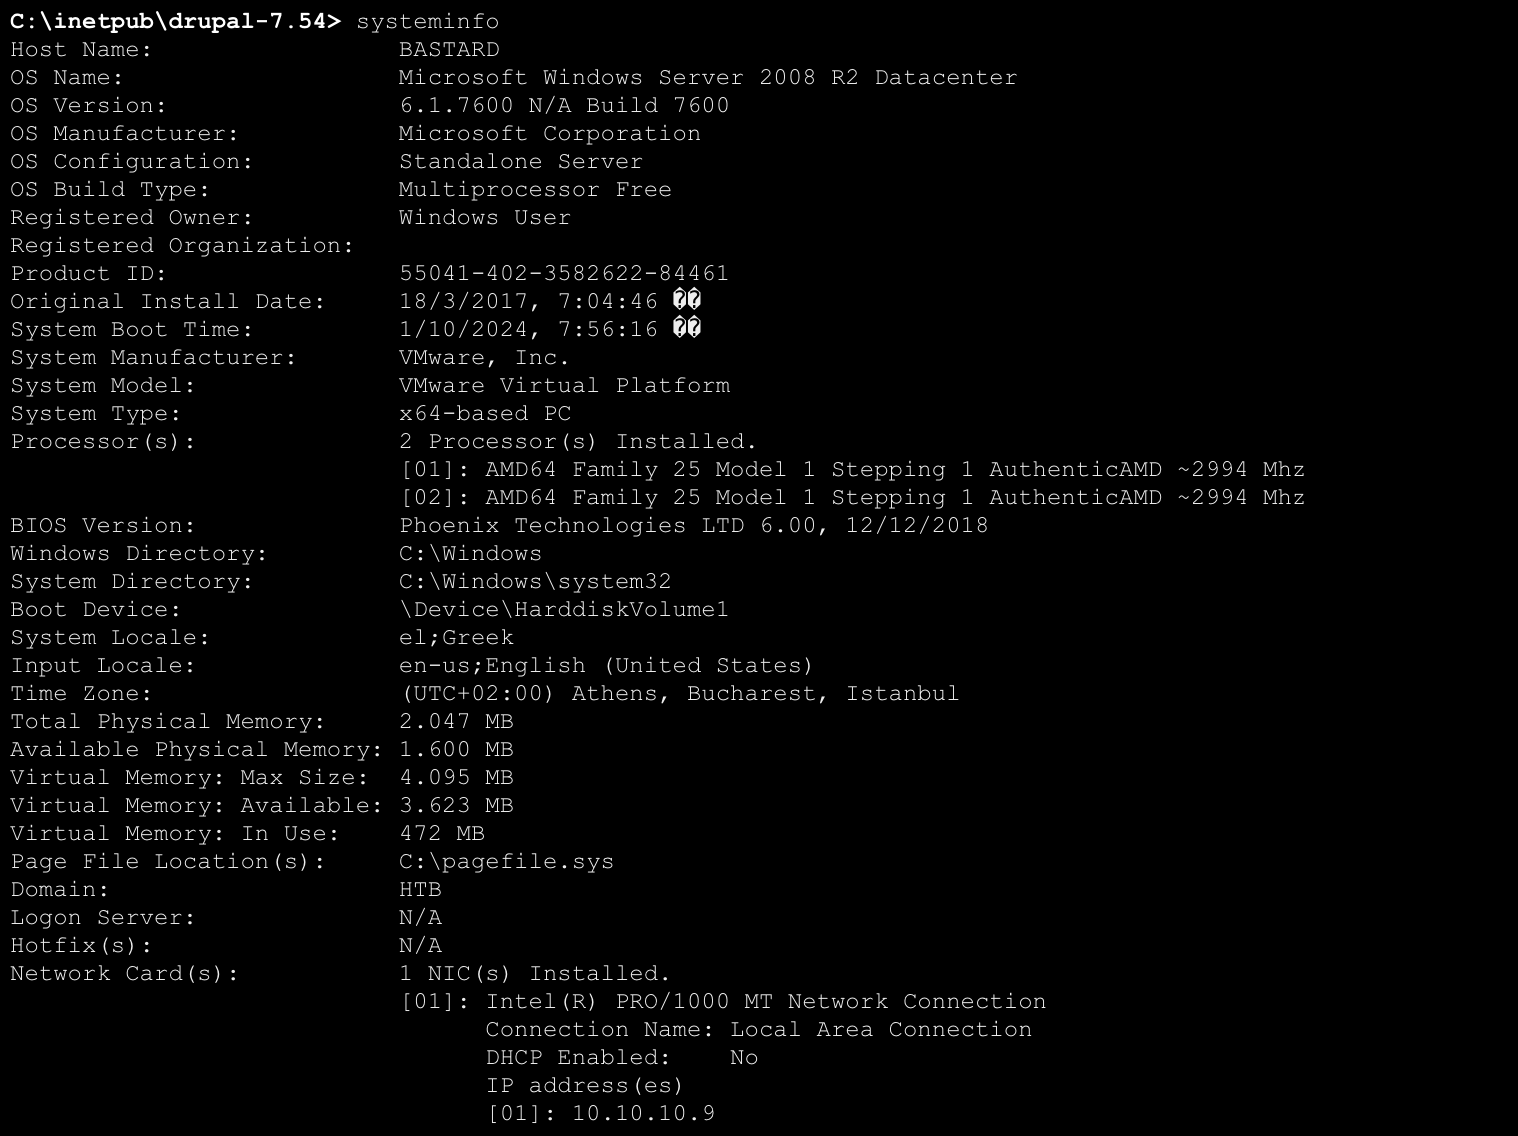 C:\inetpub\drupal-7.54> systeminfo
Host Name:                 BASTARD
OS Name:                   Microsoft Windows Server 2008 R2 Datacenter
OS Version:                6.1.7600 N/A Build 7600
OS Manufacturer:           Microsoft Corporation
OS Configuration:          Standalone Server
OS Build Type:             Multiprocessor Free
Registered Owner:          Windows User
Registered Organization:
Product ID:                55041-402-3582622-84461
Original Install Date:     18/3/2017, 7:04:46 ��
System Boot Time:          1/10/2024, 7:56:16 ��
System Manufacturer:       VMware, Inc.
System Model:              VMware Virtual Platform
System Type:               x64-based PC
Processor(s):              2 Processor(s) Installed.
                           [01]: AMD64 Family 25 Model 1 Stepping 1 AuthenticAMD ~2994 Mhz
                           [02]: AMD64 Family 25 Model 1 Stepping 1 AuthenticAMD ~2994 Mhz
BIOS Version:              Phoenix Technologies LTD 6.00, 12/12/2018
Windows Directory:         C:\Windows
System Directory:          C:\Windows\system32
Boot Device:               \Device\HarddiskVolume1
System Locale:             el;Greek
Input Locale:              en-us;English (United States)
Time Zone:                 (UTC+02:00) Athens, Bucharest, Istanbul
Total Physical Memory:     2.047 MB
Available Physical Memory: 1.600 MB
Virtual Memory: Max Size:  4.095 MB
Virtual Memory: Available: 3.623 MB
Virtual Memory: In Use:    472 MB
Page File Location(s):     C:\pagefile.sys
Domain:                    HTB
Logon Server:              N/A
Hotfix(s):                 N/A
Network Card(s):           1 NIC(s) Installed.
                           [01]: Intel(R) PRO/1000 MT Network Connection
                                 Connection Name: Local Area Connection
                                 DHCP Enabled:    No
                                 IP address(es)
                                 [01]: 10.10.10.9